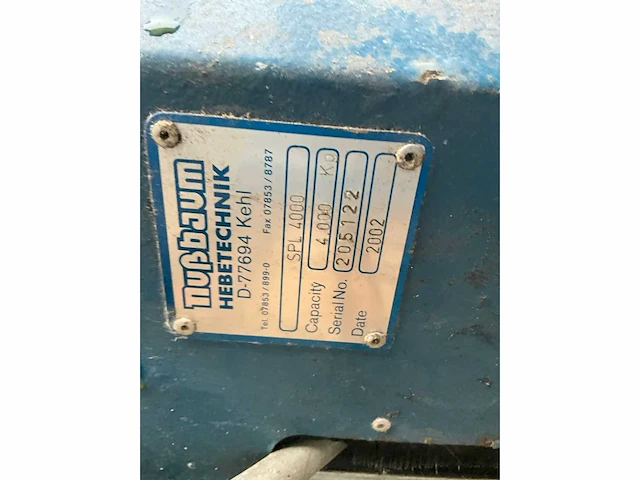 Nußbaum
HEBETECHNIK
D-77694 Kehl
Tel. 07853/899-0 Fax 07853/8787
SPL 4000
Capacity 4.000 Kg
Serial No. 205122
Date 2002